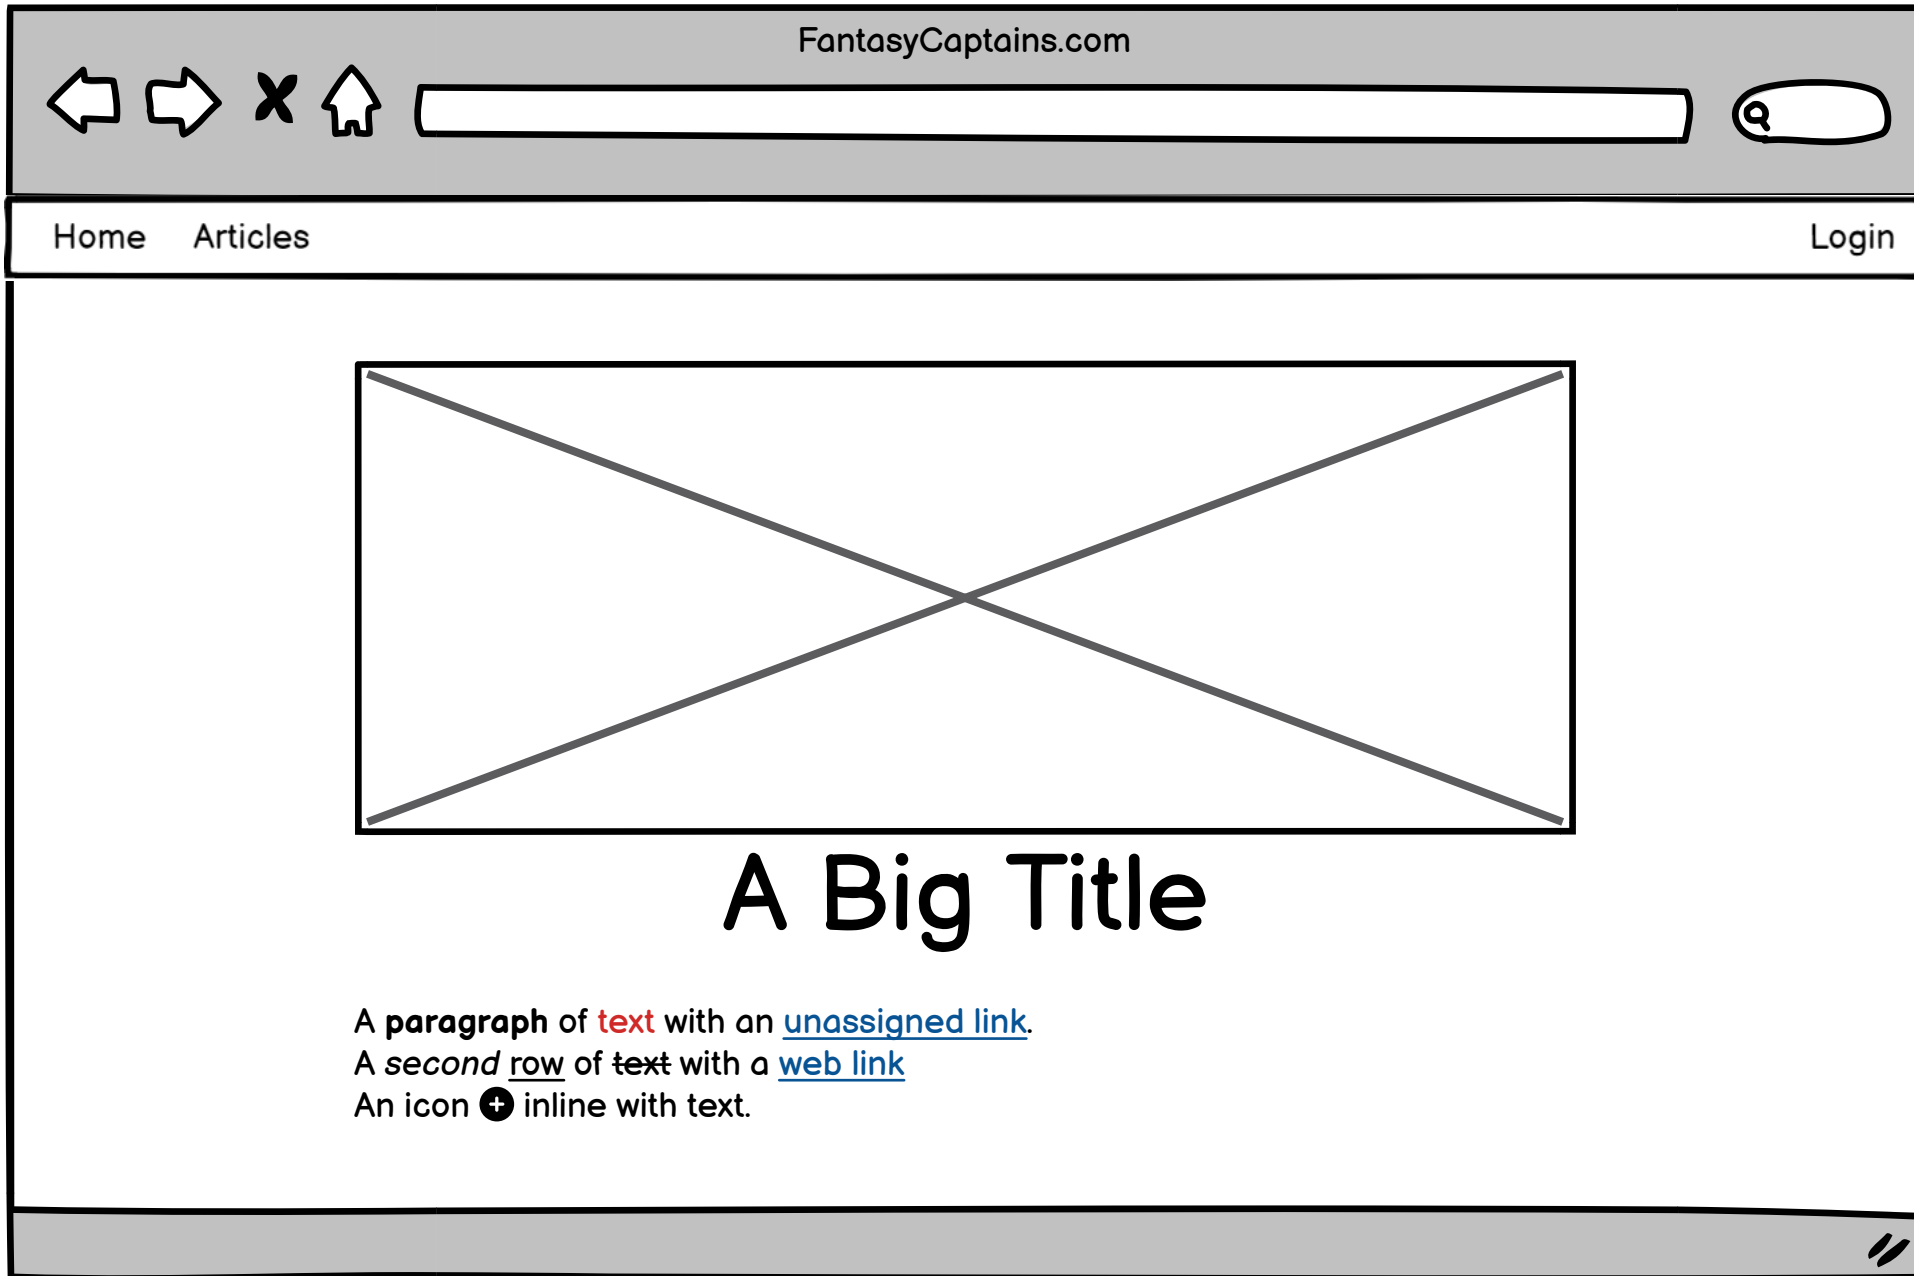 FantasyCaptains.com
Home Articles Login
A Big Title
A paragraph of text with an unassigned link.
A second row of text with a web link
An icon + inline with text.